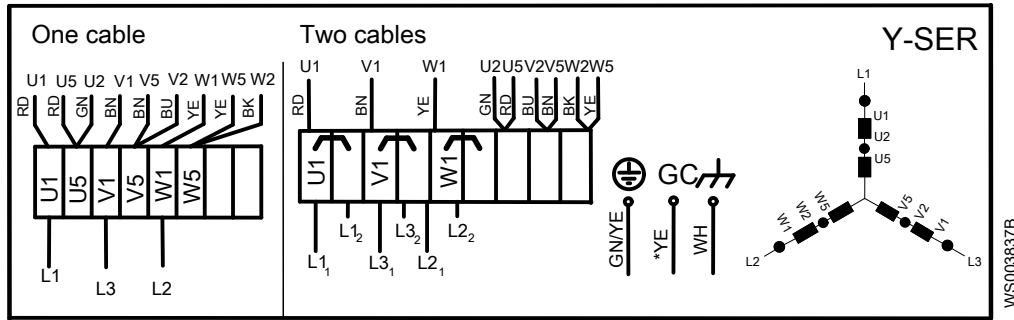 One cable
Two cables
Y-SER
U1 U5 U2 V1 V5 V2 W1 W5 W2
RD RD GN BN BN BU YE YE BK
U1 U5 V1 V5 W1 W5
L1 L3 L2
U1 V1 W1 U2 U5 V2 V5 W2 W5
RD BN YE GN RD BU BN BK YE
U1 V1 W1
L1₂ L3₂ L2₂
L1₁ L3₁ L2₁
GC
GN/YE *YE WH
L1
U1
U2
U5
W1 W2 W5 V5 V2 V1
L2 L3
WS003837B